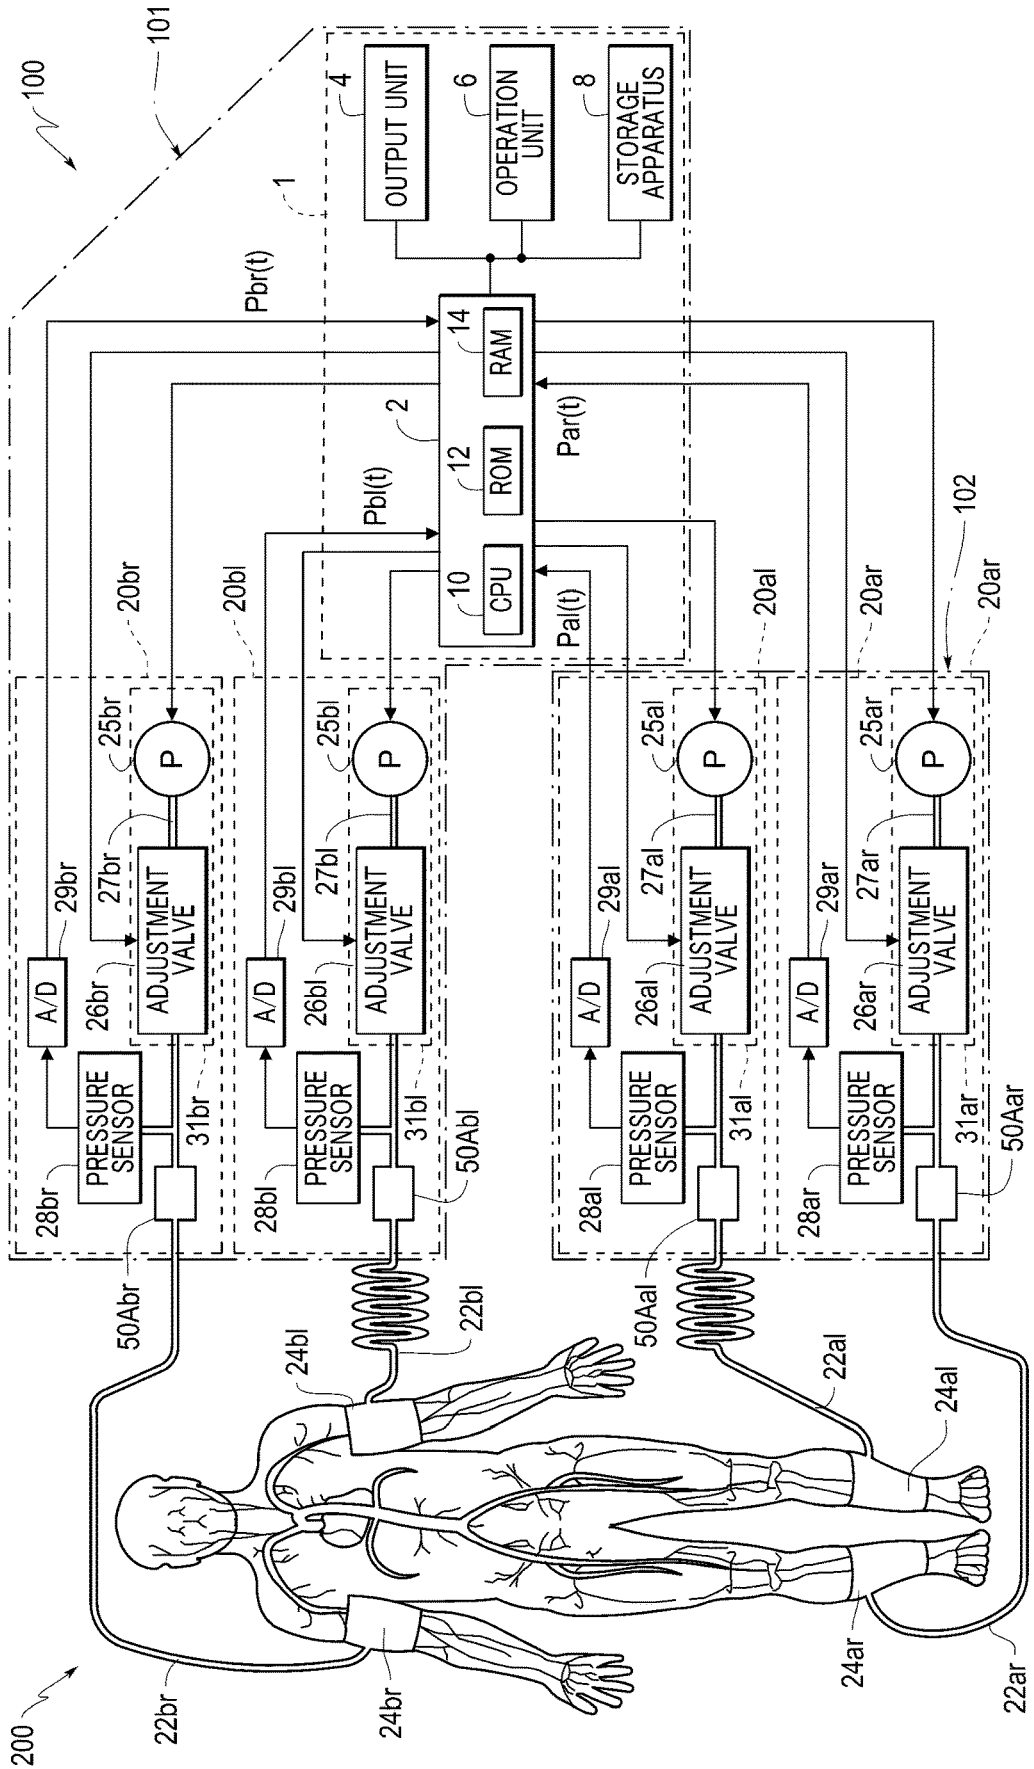 100
101
1
4
OUTPUT UNIT
6
OPERATION
UNIT
8
STORAGE
APPARATUS
Pbr(t)
Pbl(t)
2
14
RAM
12
ROM
10
CPU
Par(t)
Pal(t)
102
20br
25br
P
27br
29br
A/D
26br
ADJUSTMENT
VALVE
31br
28br
PRESSURE
SENSOR
50Abr
20bl
25bl
P
27bl
29bl
A/D
26bl
ADJUSTMENT
VALVE
31bl
28bl
PRESSURE
SENSOR
50Abl
20al
25al
P
27al
29al
A/D
26al
ADJUSTMENT
VALVE
31al
28al
PRESSURE
SENSOR
50Aal
20ar
20ar
25ar
P
27ar
29ar
A/D
26ar
ADJUSTMENT
VALVE
31ar
28ar
PRESSURE
SENSOR
50Aar
200
22br
24br
24bl
22bl
22al
24al
24ar
22ar